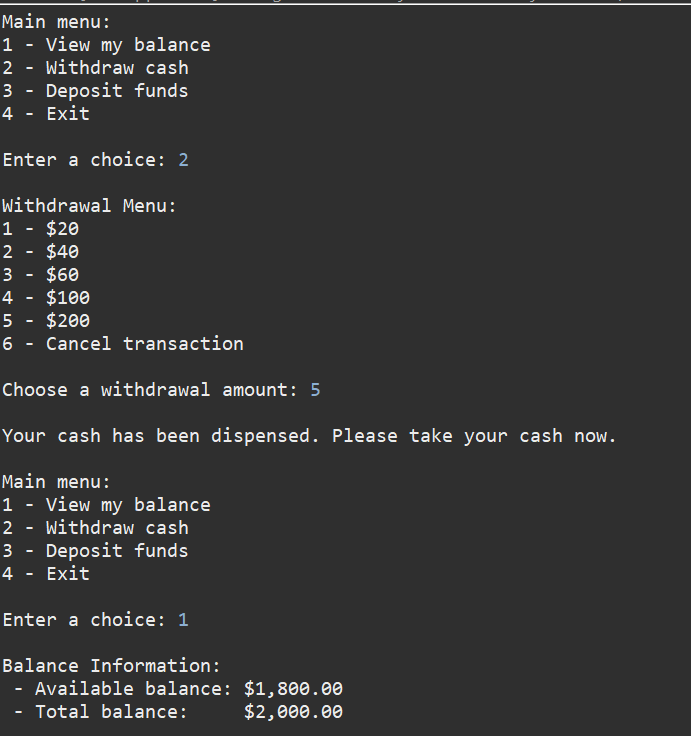 Main menu:
1 - View my balance
2 - Withdraw cash
3 - Deposit funds
4 - Exit
Enter a choice: 2
Withdrawal Menu:
1 - $20
2 - $40
3 - $60
4 - $100
5 - $200
6 - Cancel transaction
Choose a withdrawal amount: 5
Your cash has been dispensed. Please take your cash now.
Main menu:
1 - View my balance
2 - Withdraw cash
3 - Deposit funds
4 - Exit
Enter a choice: 1
Balance Information:
 - Available balance: $1,800.00
 - Total balance:     $2,000.00